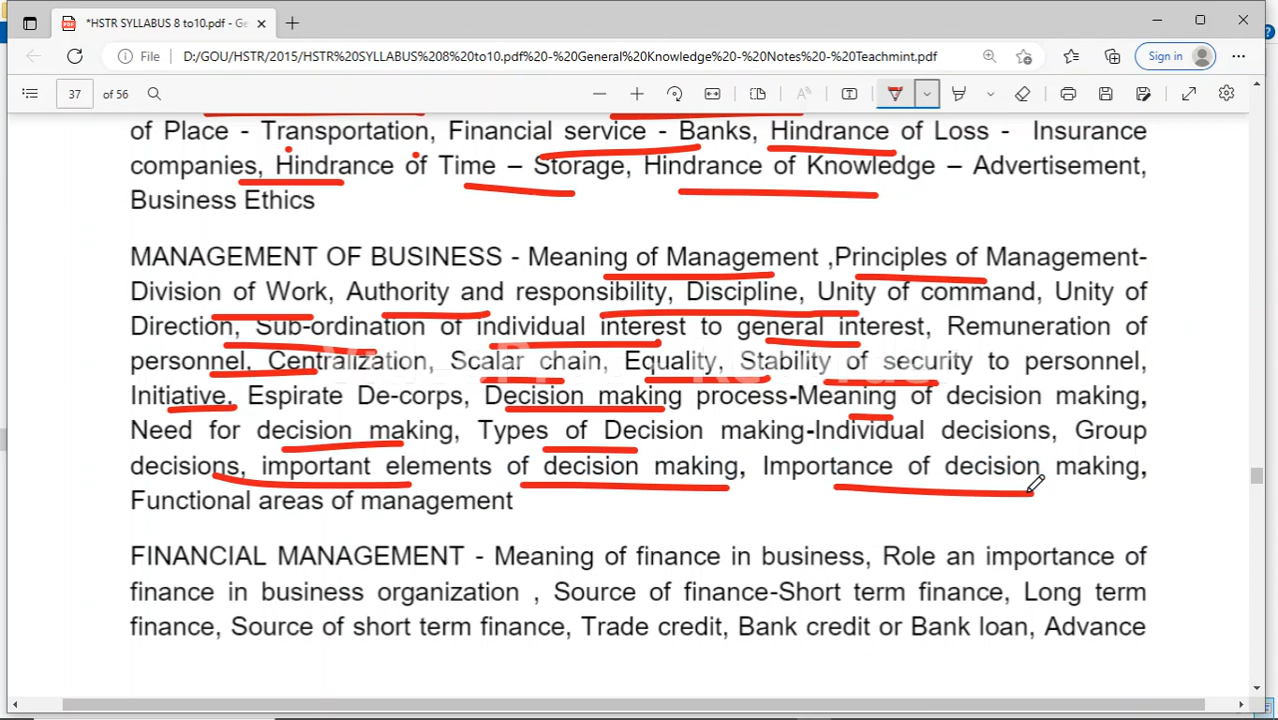 *HSTR SYLLABUS 8 to10.pdf - Ge
File
D:/GOU/HSTR/2015/HSTR%20SYLLABUS%208%20to10.pdf%20-%20General%20Knowledge%20-%20Notes%20-%20Teachmint.pdf
Sign in
37 of 56
of Place - Transportation, Financial service - Banks, Hindrance of Loss - Insurance
companies, Hindrance of Time – Storage, Hindrance of Knowledge – Advertisement,
Business Ethics
MANAGEMENT OF BUSINESS - Meaning of Management ,Principles of Management-
Division of Work, Authority and responsibility, Discipline, Unity of command, Unity of
Direction, Sub-ordination of individual interest to general interest, Remuneration of
personnel, Centralization, Scalar chain, Equality, Stability of security to personnel,
Initiative, Espirate De-corps, Decision making process-Meaning of decision making,
Need for decision making, Types of Decision making-Individual decisions, Group
decisions, important elements of decision making, Importance of decision making,
Functional areas of management
FINANCIAL MANAGEMENT - Meaning of finance in business, Role an importance of
finance in business organization , Source of finance-Short term finance, Long term
finance, Source of short term finance, Trade credit, Bank credit or Bank loan, Advance